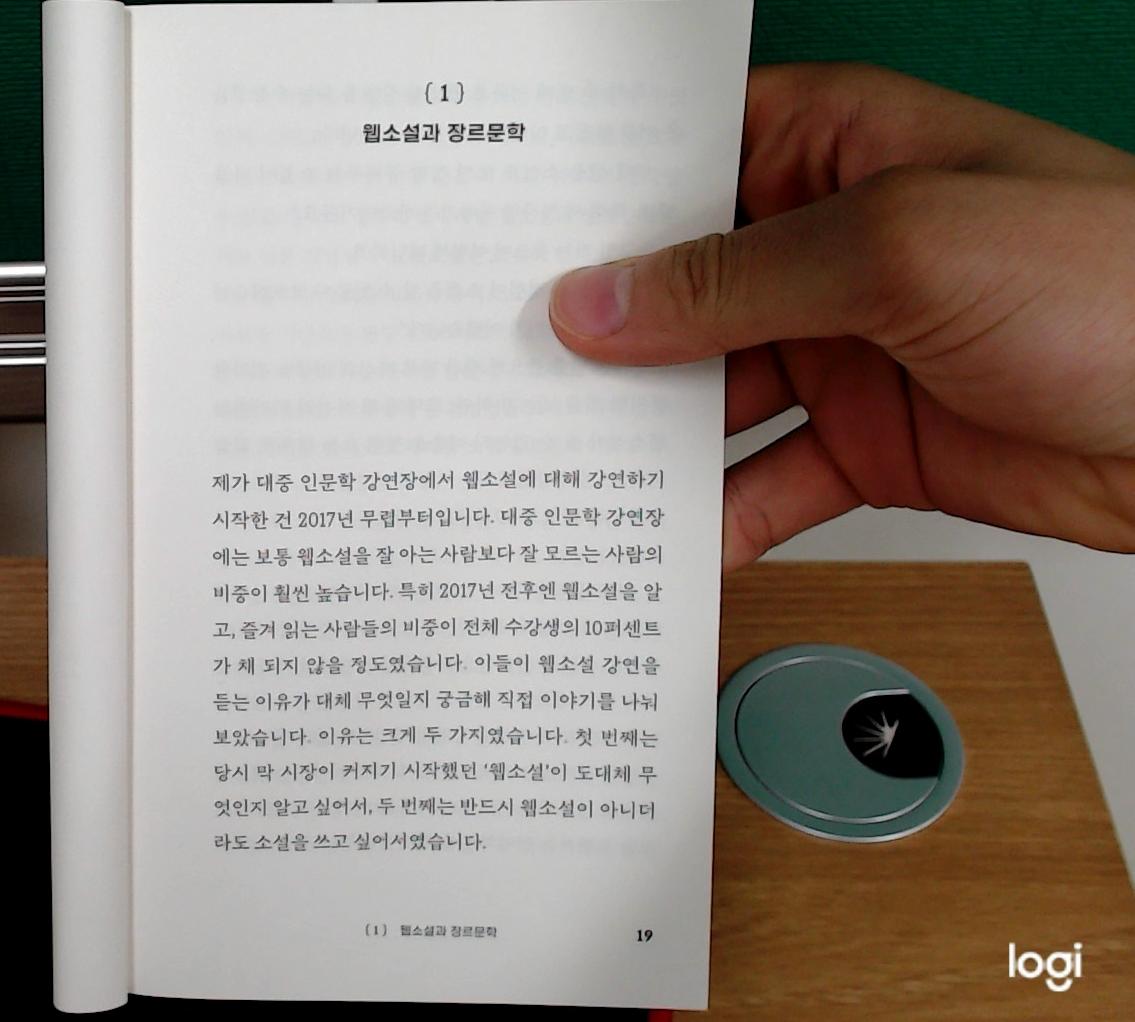 (1)
웹소설과 장르문학
제가 대중 인문학 강연장에서 웹소설에 대해 강연하기
시작한 건 2017년 무렵부터입니다. 대중 인문학 강연장
에는 보통 웹소설을 잘 아는 사람보다 잘 모르는 사람의
비중이 훨씬 높습니다. 특히 2017년 전후엔 웹소설을 알
고, 즐겨 읽는 사람들의 비중이 전체 수강생의 10퍼센트
가 채 되지 않을 정도였습니다. 이들이 웹소설 강연을
듣는 이유가 대체 무엇일지 궁금해 직접 이야기를 나눠
보았습니다. 이유는 크게 두 가지였습니다. 첫 번째는
당시 막 시장이 커지기 시작했던 ‘웹소설’이 도대체 무
엇인지 알고 싶어서, 두 번째는 반드시 웹소설이 아니더
라도 소설을 쓰고 싶어서였습니다.
(1) 웹소설과 장르문학 19
logi